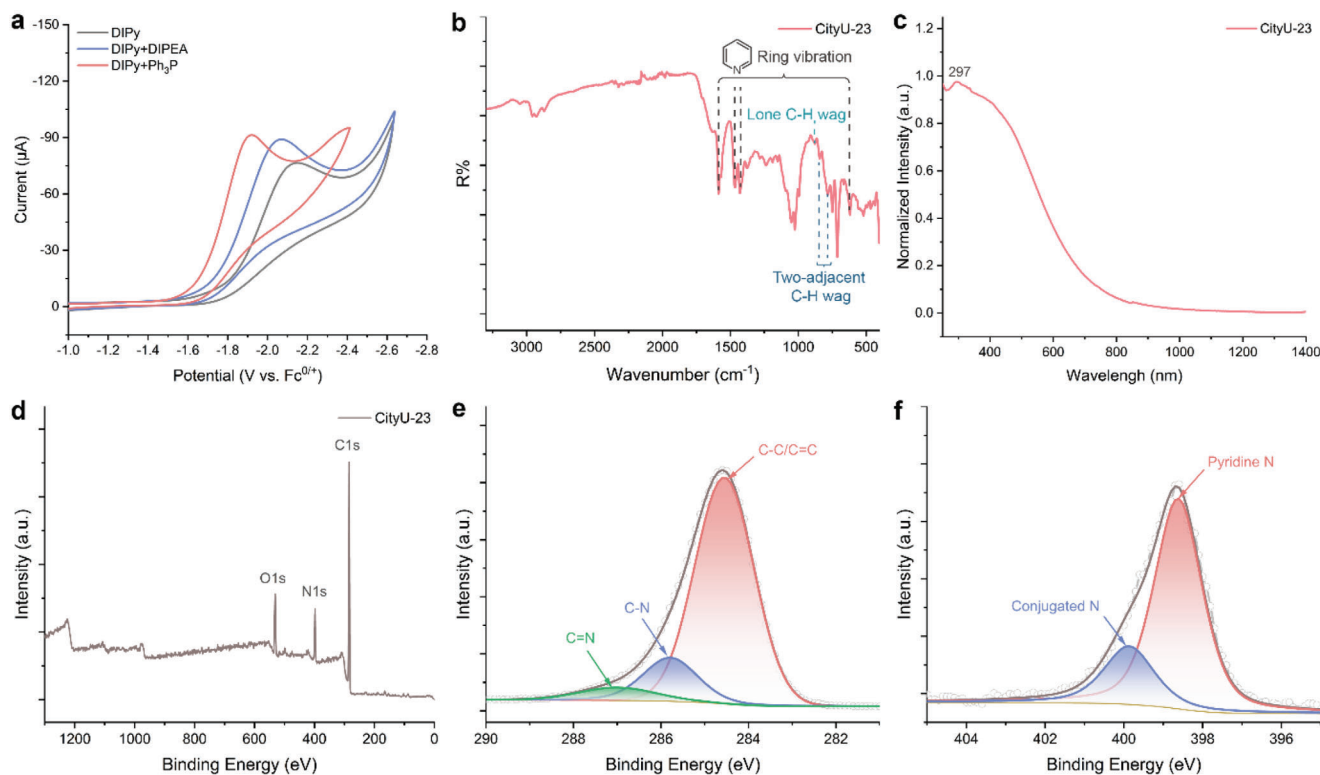 a
DIPy
DIPy+DIPEA
DIPy+Ph₃P
-150
-120
-90
-60
-30
0
Current (µA)
-1.0 -1.2 -1.4 -1.6 -1.8 -2.0 -2.2 -2.4 -2.6 -2.8
Potential (V vs. Fc⁰/⁺)
b
CityU-23
N
Ring vibration
Lone C-H wag
Two-adjacent
C-H wag
R%
3000 2500 2000 1500 1000 500
Wavenumber (cm⁻¹)
c
CityU-23
297
1.2
1.0
0.8
0.6
0.4
0.2
0.0
Normalized Intensity (a.u.)
400 600 800 1000 1200 1400
Wavelengh (nm)
d
CityU-23
C1s
O1s
N1s
Intensity (a.u.)
1200 1000 800 600 400 200 0
Binding Energy (eV)
e
C-C/C=C
C-N
C=N
Intensity (a.u.)
290 288 286 284 282
Binding Energy (eV)
f
Pyridine N
Conjugated N
Intensity (a.u.)
404 402 400 398 396
Binding Energy (eV)